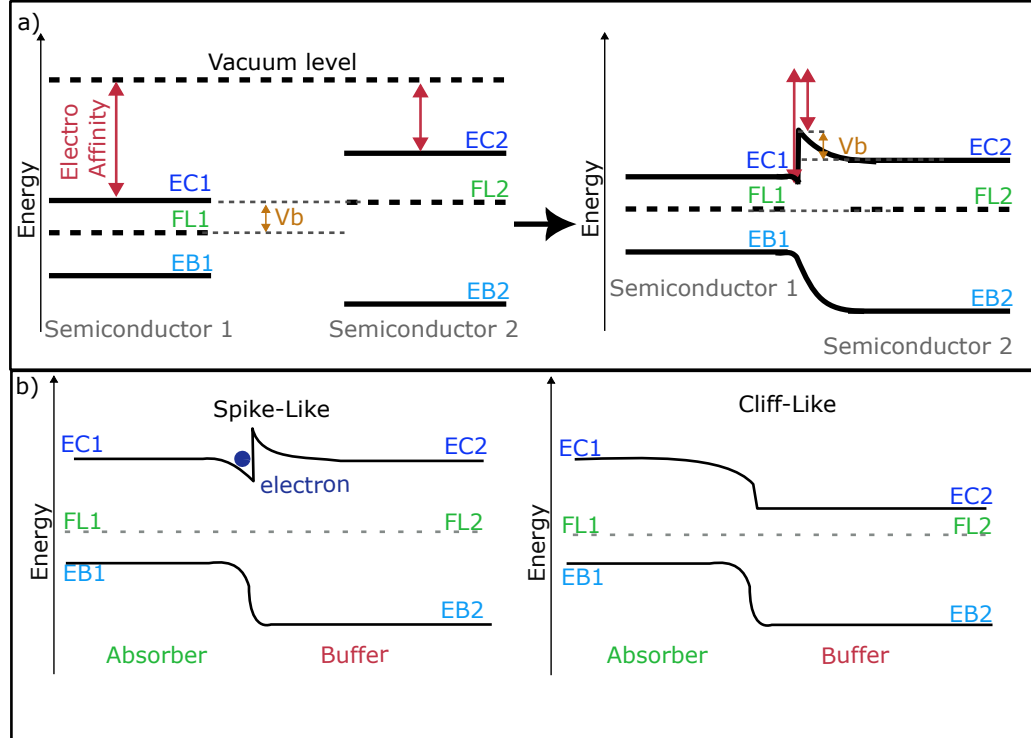 a)
Vacuum level
Electro
Affinity
Energy
EC1
FL1
Vb
EB1
EC2
FL2
EB2
Semiconductor 1
Semiconductor 2
Energy
EC1
Vb
EC2
FL1
FL2
EB1
EB2
Semiconductor 1
Semiconductor 2
b)
Spike-Like
Energy
EC1
EC2
electron
FL1
FL2
EB1
EB2
Absorber
Buffer
Cliff-Like
Energy
EC1
EC2
FL1
FL2
EB1
EB2
Absorber
Buffer